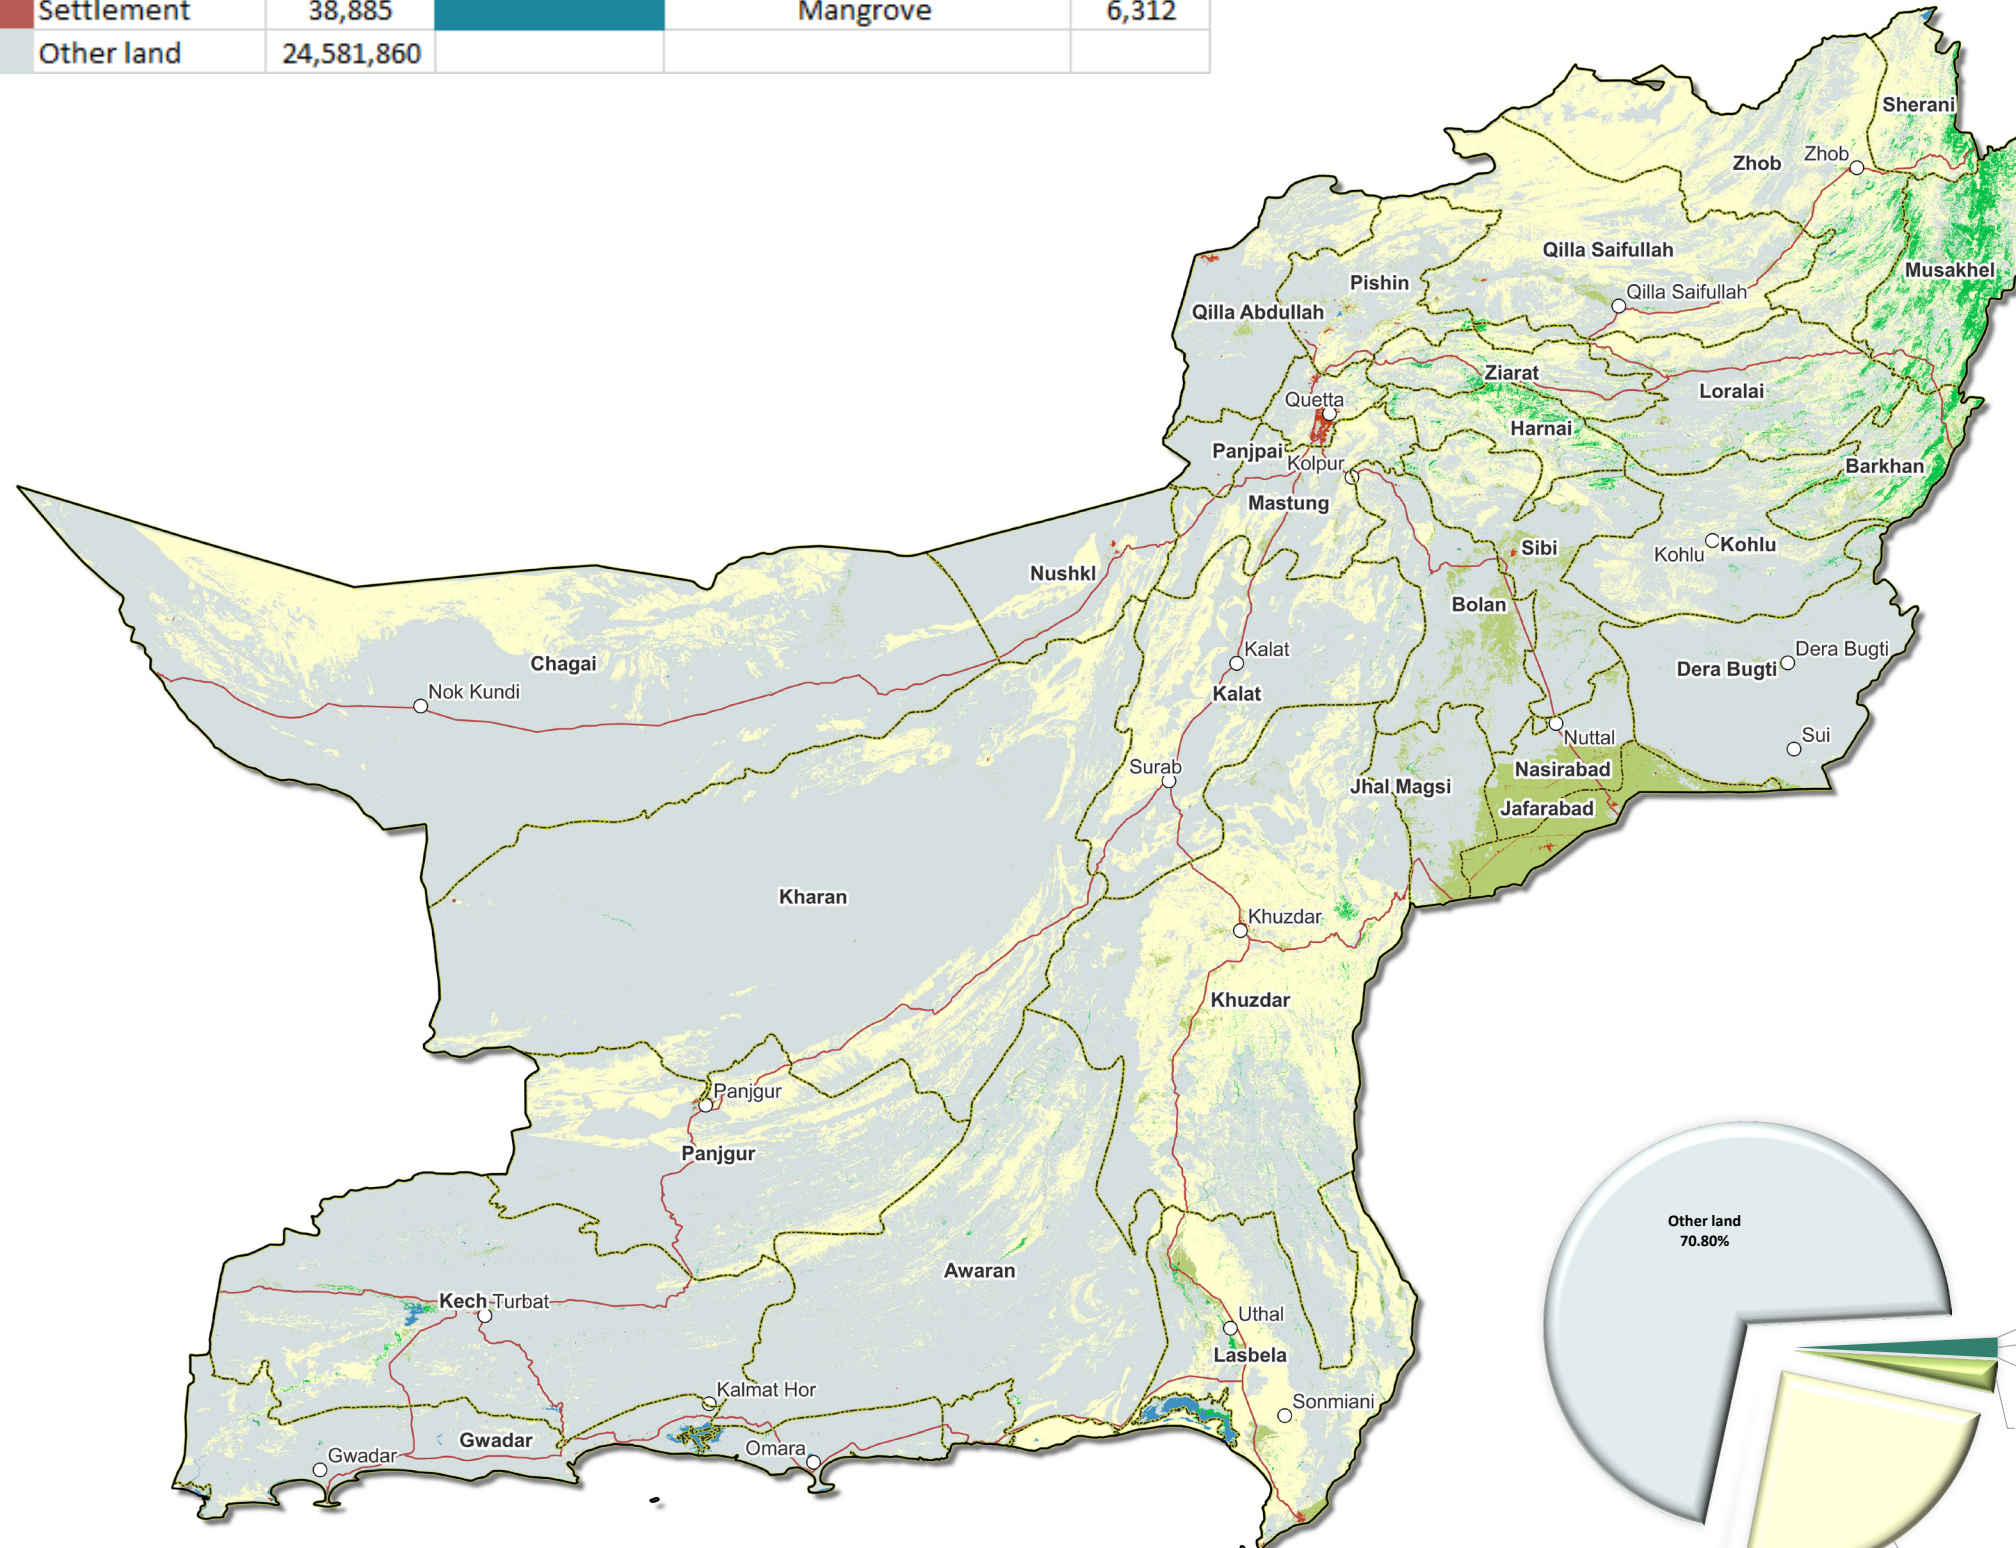 Settlement 38,885 Mangrove 6,312
Other land 24,581,860
Sherani
Zhob
Zhob
Qilla Saifullah
Musakhel
Pishin
Qilla Saifullah
Qilla Abdullah
Ziarat
Loralai
Quetta
Harnai
Panjpai
Kolpur
Barkhan
Mastung
Sibi
Kohlu
Kohlu
Nushkl
Bolan
Kalat
Dera Bugti
Dera Bugti
Chagai
Nok Kundi
Kalat
Sui
Nuttal
Surab
Nasirabad
Jhal Magsi
Jafarabad
Kharan
Khuzdar
Khuzdar
Panjgur
Panjgur
Other land
70.80%
Awaran
Kech
Turbat
Uthal
Lasbela
Kalmat Hor
Sonmiani
Gwadar
Omara
Gwadar